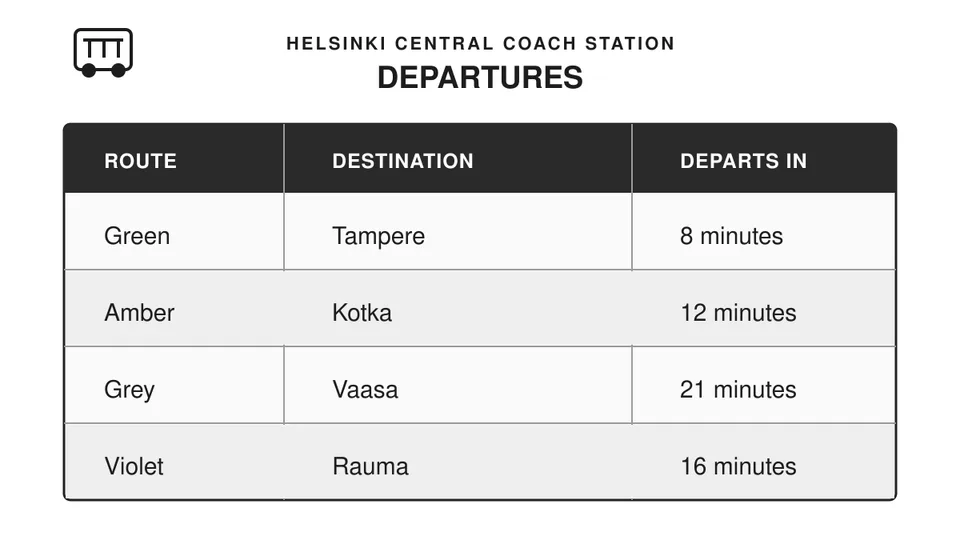 HELSINKI CENTRAL COACH STATION
DEPARTURES
ROUTE DESTINATION DEPARTS IN
Green Tampere 8 minutes
Amber Kotka 12 minutes
Grey Vaasa 21 minutes
Violet Rauma 16 minutes